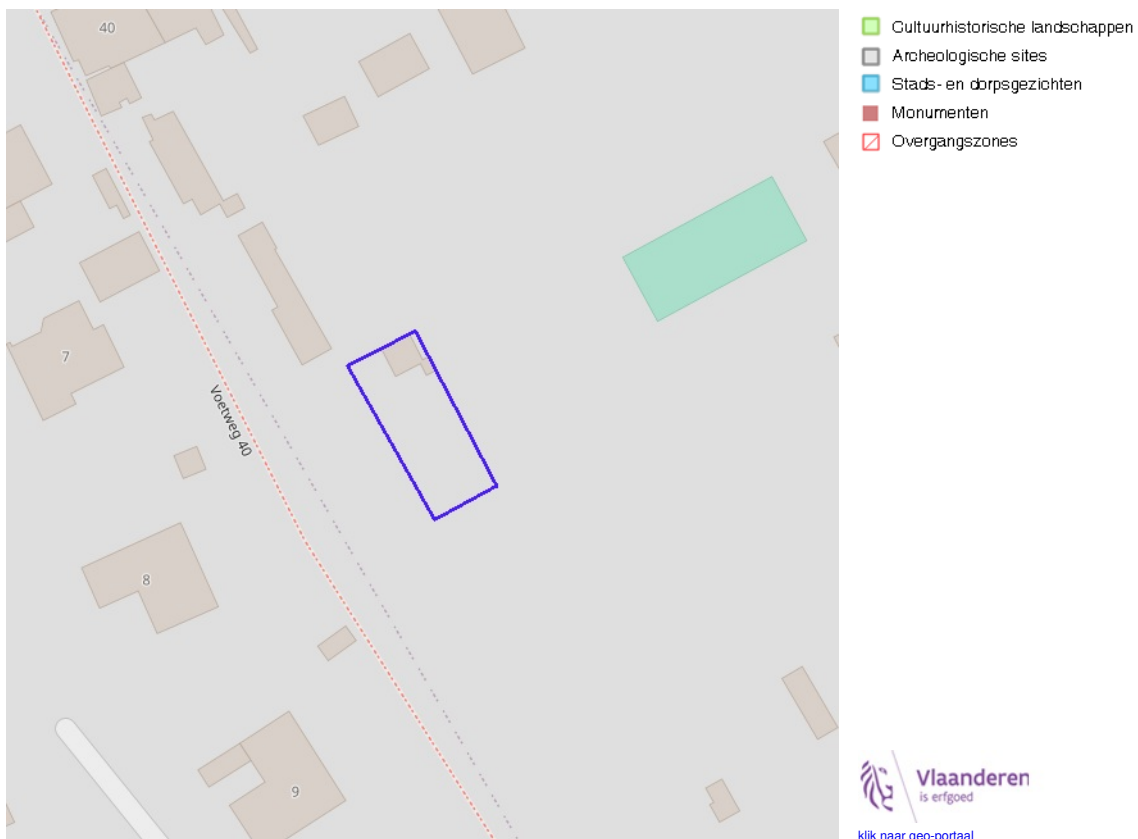 40
7
Voetweg 40
8
9
Cultuurhistorische landschappen
Archeologische sites
Stads- en dorpsgezichten
Monumenten
Overgangszones
Vlaanderen
is erfgoed
klik naar geo-portaal